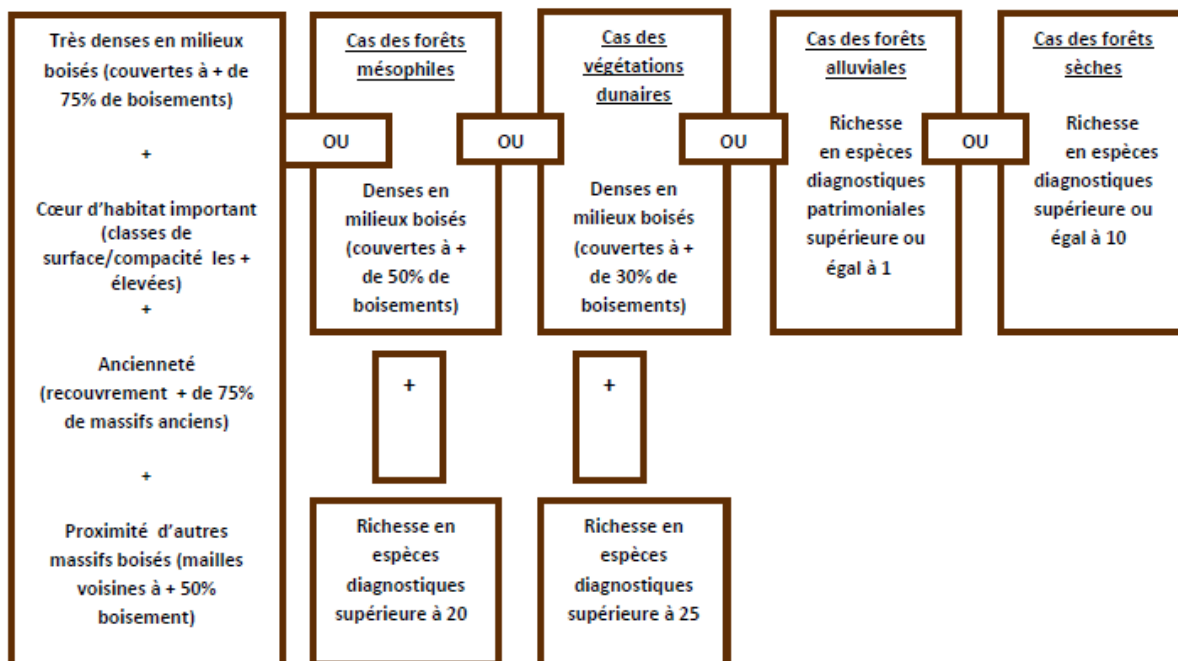 Très denses en milieux
boisés (couvertes à + de
75% de boisements)
+
Cœur d'habitat important
(classes de
surface/compacité les +
élevées)
+
Ancienneté
(recouvrement + de 75%
de massifs anciens)
+
Proximité d'autres
massifs boisés (mailles
voisines à + 50%
boisement)
OU
Cas des forêts
mésophiles
Denses en
milieux boisés
(couvertes à +
de 50% de
boisements)
+
Richesse en
espèces
diagnostiques
supérieure à 20
OU
Cas des
végétations
dunaires
Denses en
milieux boisés
(couvertes à +
de 30% de
boisements)
+
Richesse en
espèces
diagnostiques
supérieure à 25
OU
Cas des forêts
alluviales
Richesse
en espèces
diagnostiques
patrimoniales
supérieure ou
égal à 1
OU
Cas des forêts
sèches
Richesse
en espèces
diagnostiques
supérieure ou
égal à 10